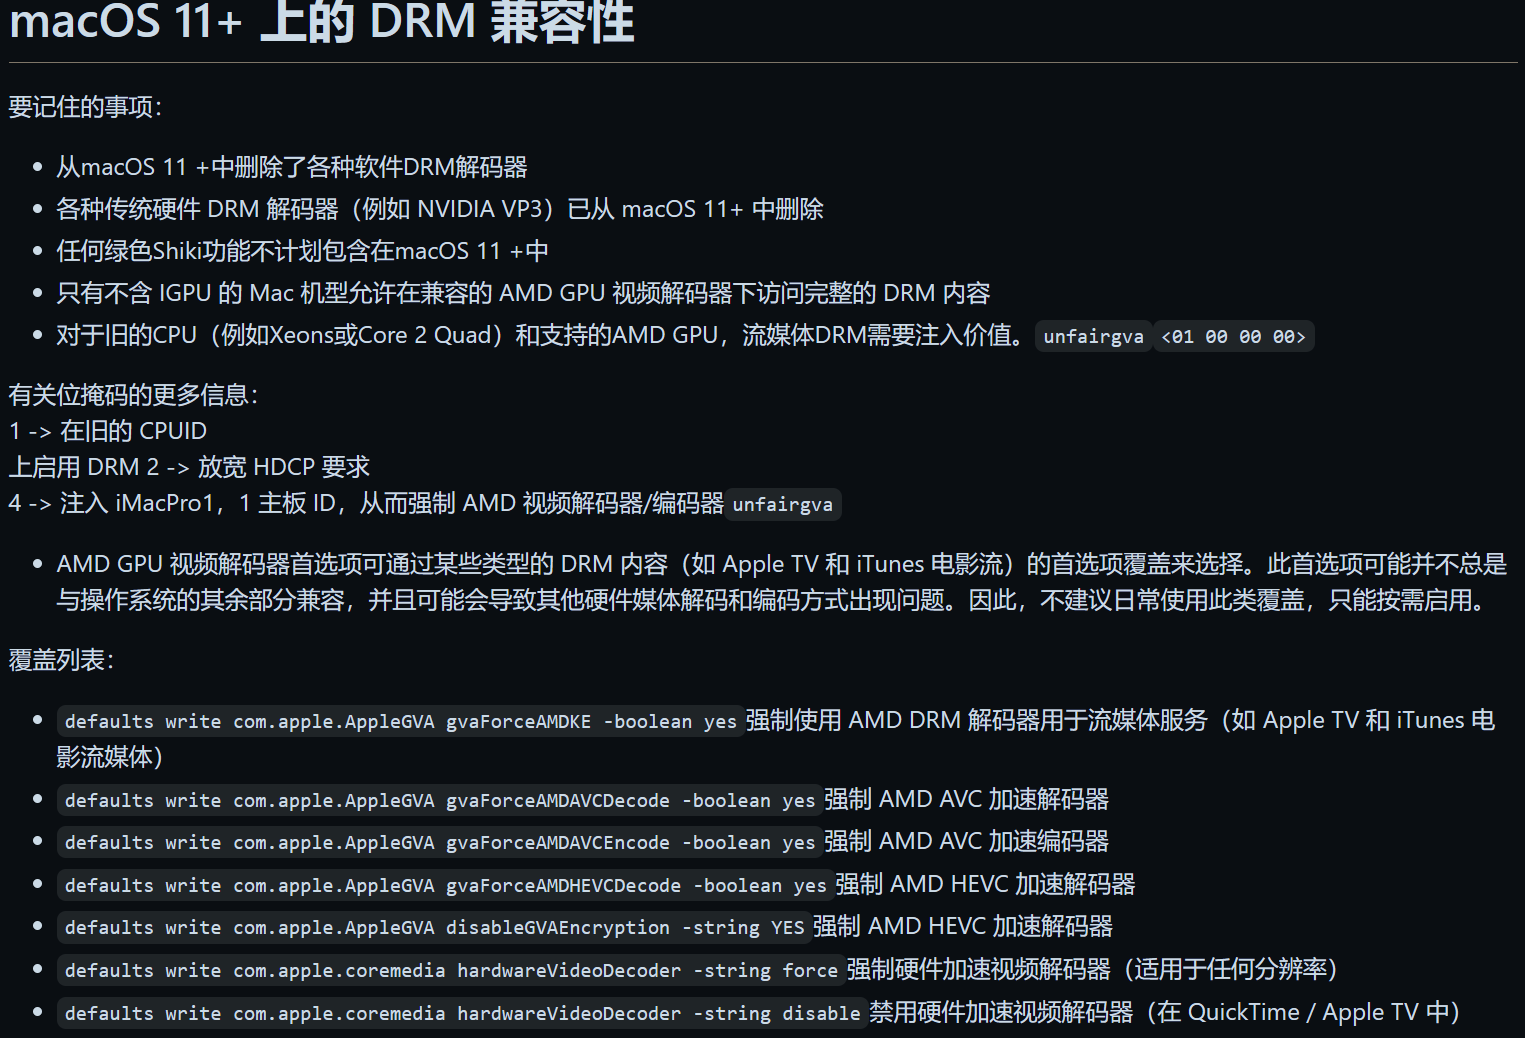 macOS 11+ 上的 DRM 兼容性
要记住的事项：
从macOS 11 +中删除了各种软件DRM解码器
各种传统硬件 DRM 解码器（例如 NVIDIA VP3）已从 macOS 11+ 中删除
任何绿色Shiki功能不计划包含在macOS 11 +中
只有不含 IGPU 的 Mac 机型允许在兼容的 AMD GPU 视频解码器下访问完整的 DRM 内容
对于旧的CPU（例如Xeons或Core 2 Quad）和支持的AMD GPU，流媒体DRM需要注入价值。 unfairgva <01 00 00 00>
有关位掩码的更多信息：
1 -> 在旧的 CPUID
上启用 DRM 2 -> 放宽 HDCP 要求
4 -> 注入 iMacPro1，1 主板 ID，从而强制 AMD 视频解码器/编码器 unfairgva
AMD GPU 视频解码器首选项可通过某些类型的 DRM 内容（如 Apple TV 和 iTunes 电影流）的首选项覆盖来选择。此首选项可能并不总是
与操作系统的其余部分兼容，并且可能会导致其他硬件媒体解码和编码方式出现问题。因此，不建议日常使用此类覆盖，只能按需启用。
覆盖列表：
defaults write com.apple.AppleGVA gvaForceAMDKE -boolean yes 强制使用 AMD DRM 解码器用于流媒体服务（如 Apple TV 和 iTunes 电
影流媒体）
defaults write com.apple.AppleGVA gvaForceAMDAVCDecode -boolean yes 强制 AMD AVC 加速解码器
defaults write com.apple.AppleGVA gvaForceAMDAVCEncode -boolean yes 强制 AMD AVC 加速编码器
defaults write com.apple.AppleGVA gvaForceAMDHEVCDecode -boolean yes 强制 AMD HEVC 加速解码器
defaults write com.apple.AppleGVA disableGVAEncryption -string YES 强制 AMD HEVC 加速解码器
defaults write com.apple.coremedia hardwareVideoDecoder -string force 强制硬件加速视频解码器（适用于任何分辨率）
defaults write com.apple.coremedia hardwareVideoDecoder -string disable 禁用硬件加速视频解码器（在 QuickTime / Apple TV 中）